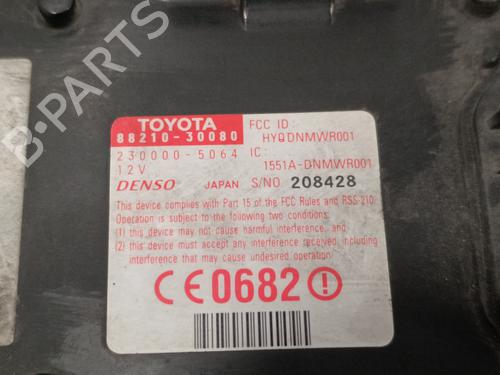 TOYOTA
88210-30080
FCC ID:
HYQDNMWR001
230000-5064
IC:
12V
1551A-DNMWR001
DENSO JAPAN S/NO 208428
This device complies with Part 15 of the FCC Rules and RSS-210.
Operation is subject to the following two conditions:
(1) this device may not cause harmful interference, and
(2) this device must accept any interference received, including
interference that may cause undesired operation.
CE0682
B-PARTS